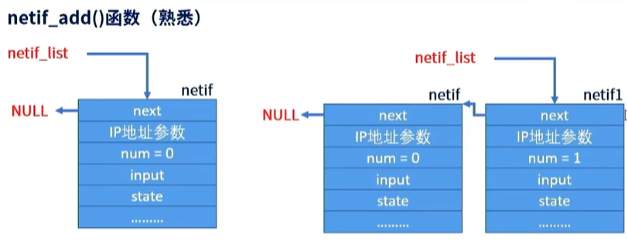 netif_add()函数（熟悉）
netif_list
netif
NULL
next
IP地址参数
num = 0
input
state
………
netif_list
netif
NULL
next
IP地址参数
num = 0
input
state
………
netif1
next
IP地址参数
num = 1
input
state
………